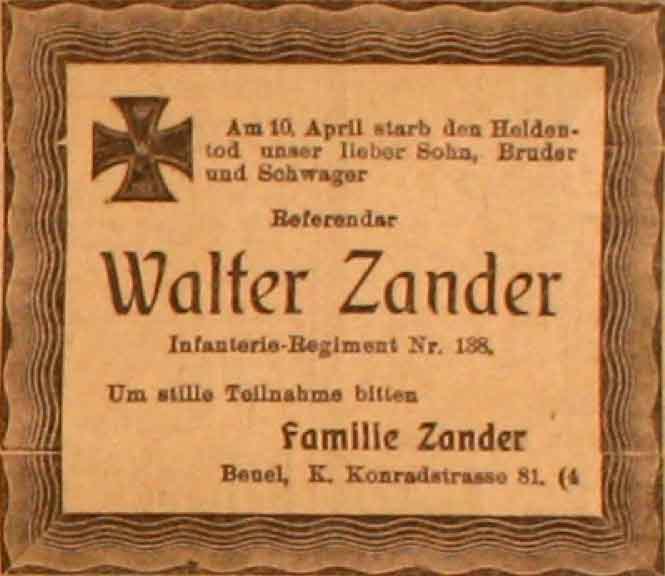 Am 10. April starb den Helden-
tod unser lieber Sohn, Bruder
und Schwager
Referendar
Walter Zander
Infanterie-Regiment Nr. 138.
Um stille Teilnahme bitten
Familie Zander
Beuel, K. Konradstrasse 81. (4